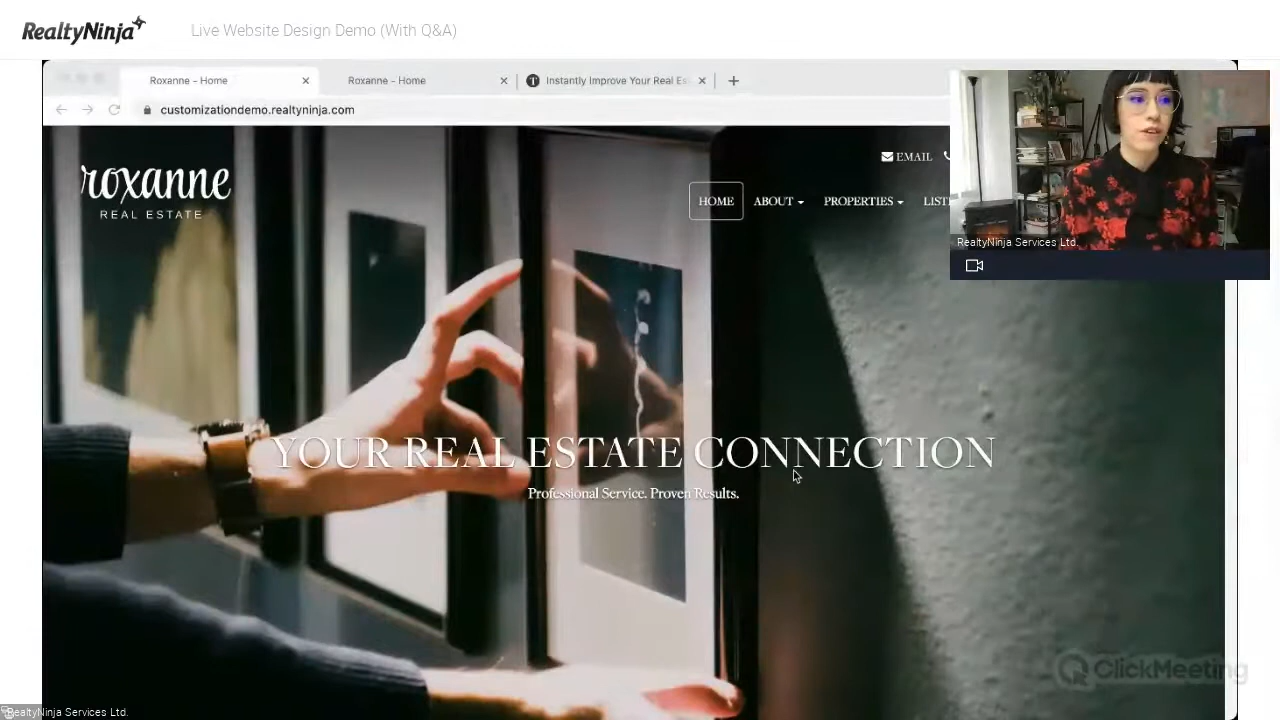 RealtyNinja
Live Website Design Demo (With Q&A)
Roxanne - Home
Roxanne - Home
T
Instantly Improve Your Real Es
customizationdemo.realtyninja.com
roxanne
REAL ESTATE
EMAIL
HOME
ABOUT
PROPERTIES
LIST
RealtyNinja Services Ltd.
YOUR REAL ESTATE CONNECTION
Professional Service. Proven Results.
ClickMeeting
RealtyNinja Services Ltd.